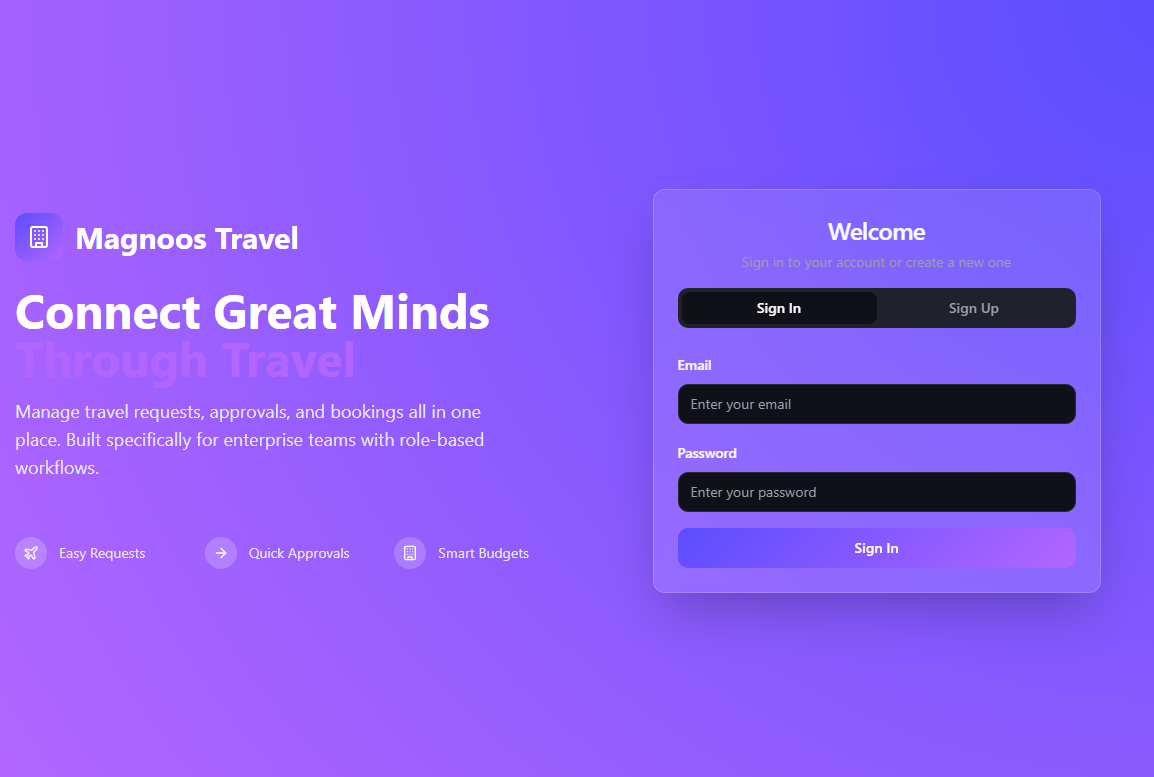 Magnoos Travel
Connect Great Minds
Through Travel
Manage travel requests, approvals, and bookings all in one
place. Built specifically for enterprise teams with role-based
workflows.
Easy Requests
Quick Approvals
Smart Budgets
Welcome
Sign in to your account or create a new one
Sign In
Sign Up
Email
Enter your email
Password
Enter your password
Sign In